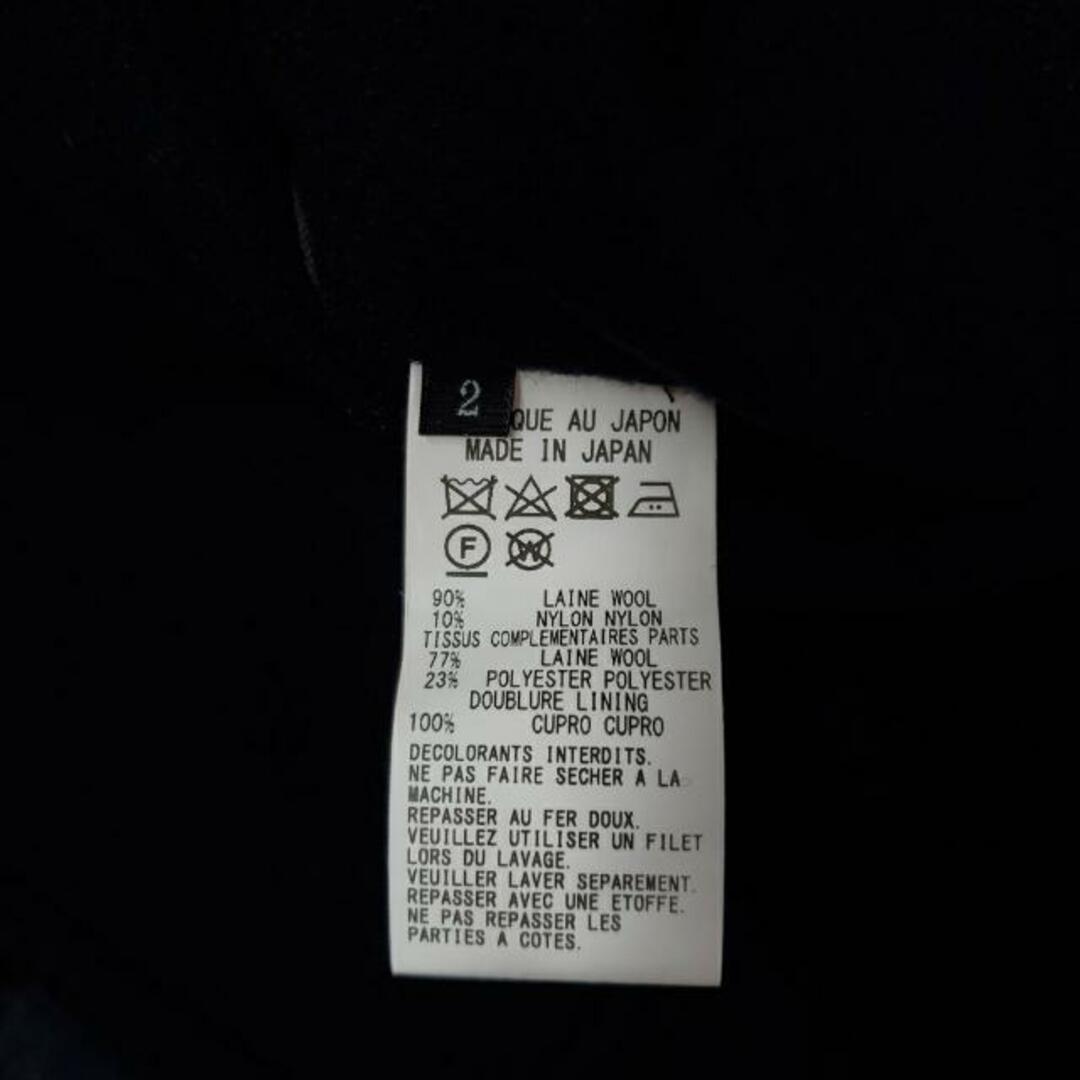 2
QUE AU JAPON
MADE IN JAPAN
F
W
90% LAINE WOOL
10% NYLON NYLON
TISSUS COMPLEMENTAIRES PARTS
77% LAINE WOOL
23% POLYESTER POLYESTER
DOUBLURE LINING
100% CUPRO CUPRO
DECOLORANTS INTERDITS.
NE PAS FAIRE SECHER A LA
MACHINE.
REPASSER AU FER DOUX.
VEUILLEZ UTILISER UN FILET
LORS DU LAVAGE.
VEUILLER LAVER SEPAREMENT.
REPASSER AVEC UNE ETOFFE.
NE PAS REPASSER LES
PARTIES A COTES.